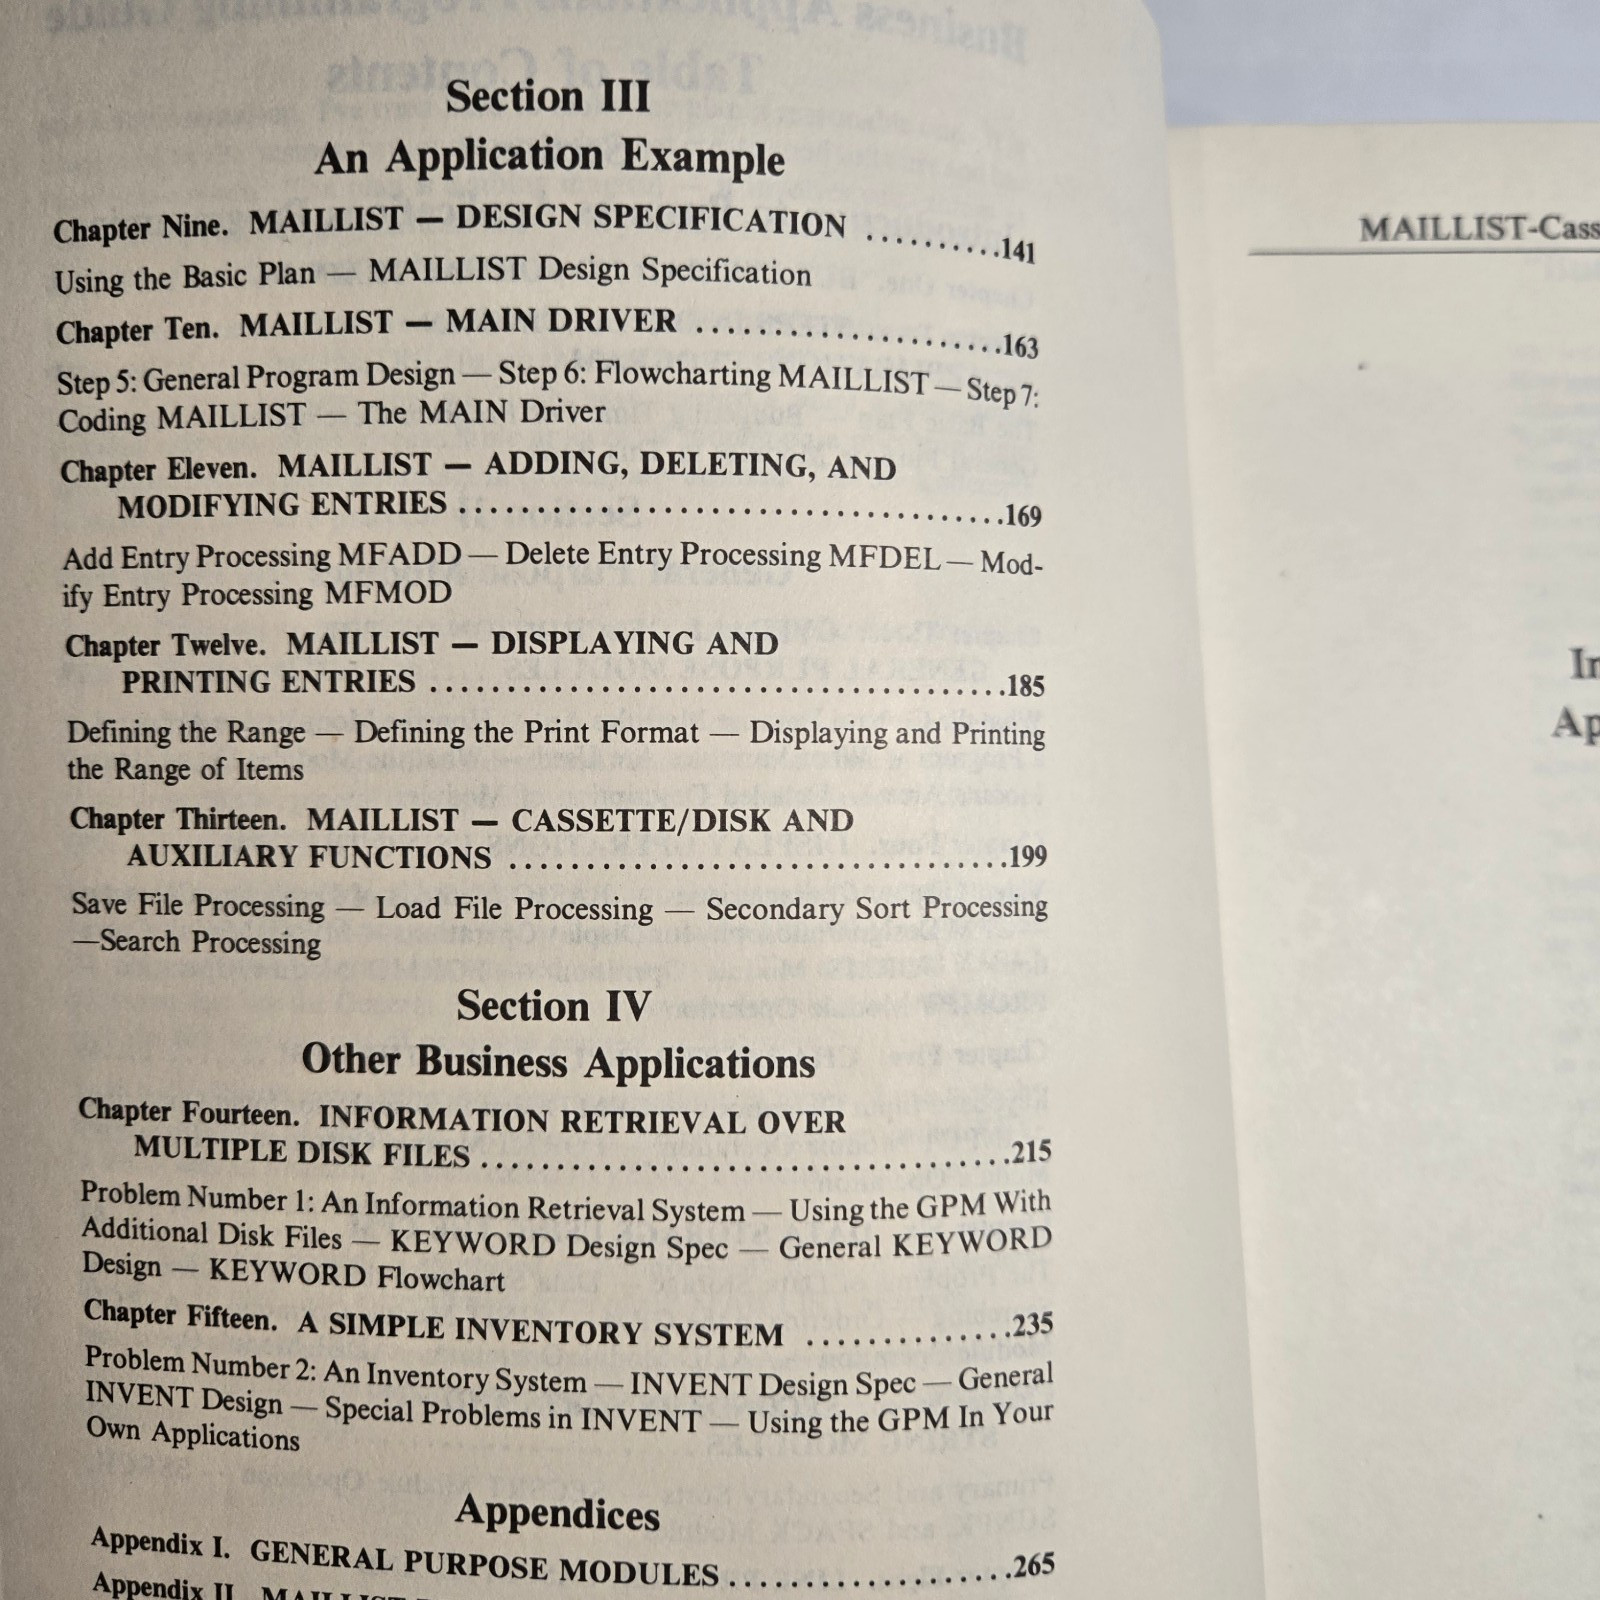 Section III
An Application Example
Chapter Nine. MAILLIST — DESIGN SPECIFICATION ..........141
Using the Basic Plan — MAILLIST Design Specification
Chapter Ten. MAILLIST — MAIN DRIVER .....................163
Step 5: General Program Design — Step 6: Flowcharting MAILLIST — Step 7:
Coding MAILLIST — The MAIN Driver
Chapter Eleven. MAILLIST — ADDING, DELETING, AND
MODIFYING ENTRIES .....................................169
Add Entry Processing MFADD — Delete Entry Processing MFDEL — Mod-
ify Entry Processing MFMOD
Chapter Twelve. MAILLIST — DISPLAYING AND
PRINTING ENTRIES .......................................185
Defining the Range — Defining the Print Format — Displaying and Printing
the Range of Items
Chapter Thirteen. MAILLIST — CASSETTE/DISK AND
AUXILIARY FUNCTIONS ..................................199
Save File Processing — Load File Processing — Secondary Sort Processing
—Search Processing
Section IV
Other Business Applications
Chapter Fourteen. INFORMATION RETRIEVAL OVER
MULTIPLE DISK FILES ....................................215
Problem Number 1: An Information Retrieval System — Using the GPM With
Additional Disk Files — KEYWORD Design Spec — General KEYWORD
Design — KEYWORD Flowchart
Chapter Fifteen. A SIMPLE INVENTORY SYSTEM ..............235
Problem Number 2: An Inventory System — INVENT Design Spec — General
INVENT Design — Special Problems in INVENT — Using the GPM In Your
Own Applications
Appendices
Appendix I. GENERAL PURPOSE MODULES ....................265
Appendix II. MAILLIST
MAILLIST-Cass
In
Ap